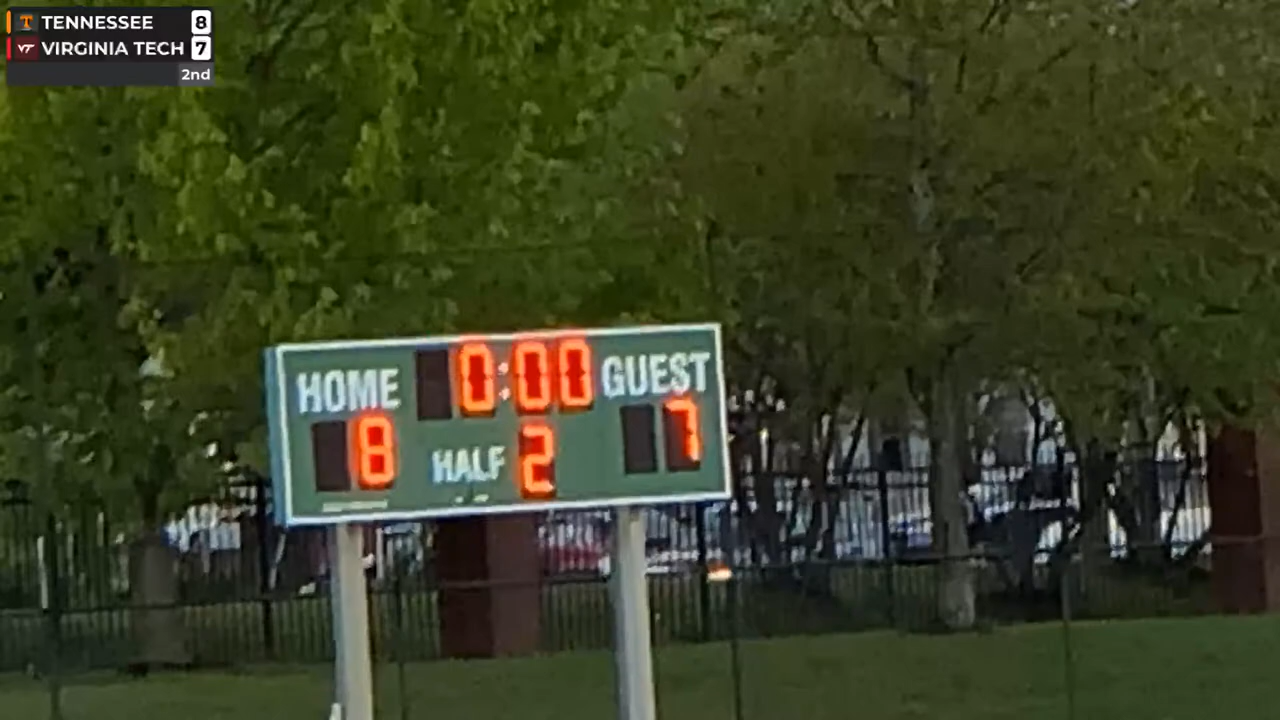 TENNESSEE 8
VIRGINIA TECH 7
2nd
HOME 0:00 GUEST
8 HALF 2 7